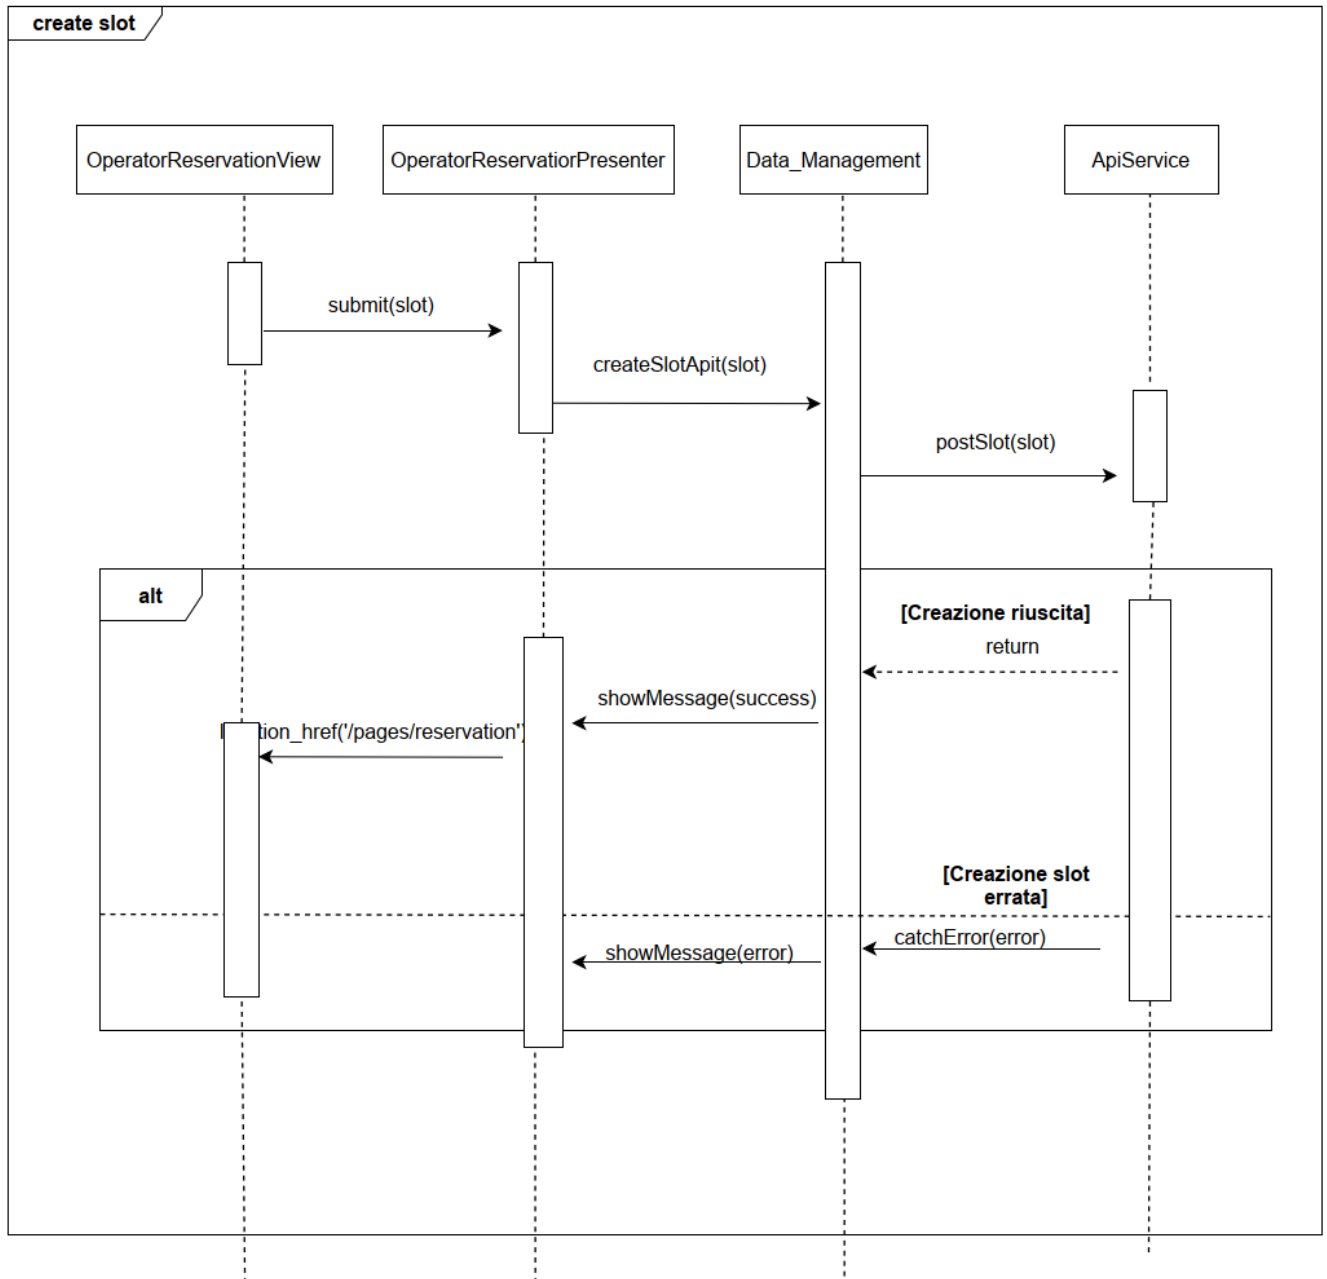 create slot
OperatorReservationView
OperatorReservatiorPresenter
Data_Management
ApiService
submit(slot)
createSlotApit(slot)
postSlot(slot)
alt
[Creazione riuscita]
return
showMessage(success)
tion_href('/pages/reservation')
[Creazione slot
errata]
catchError(error)
showMessage(error)